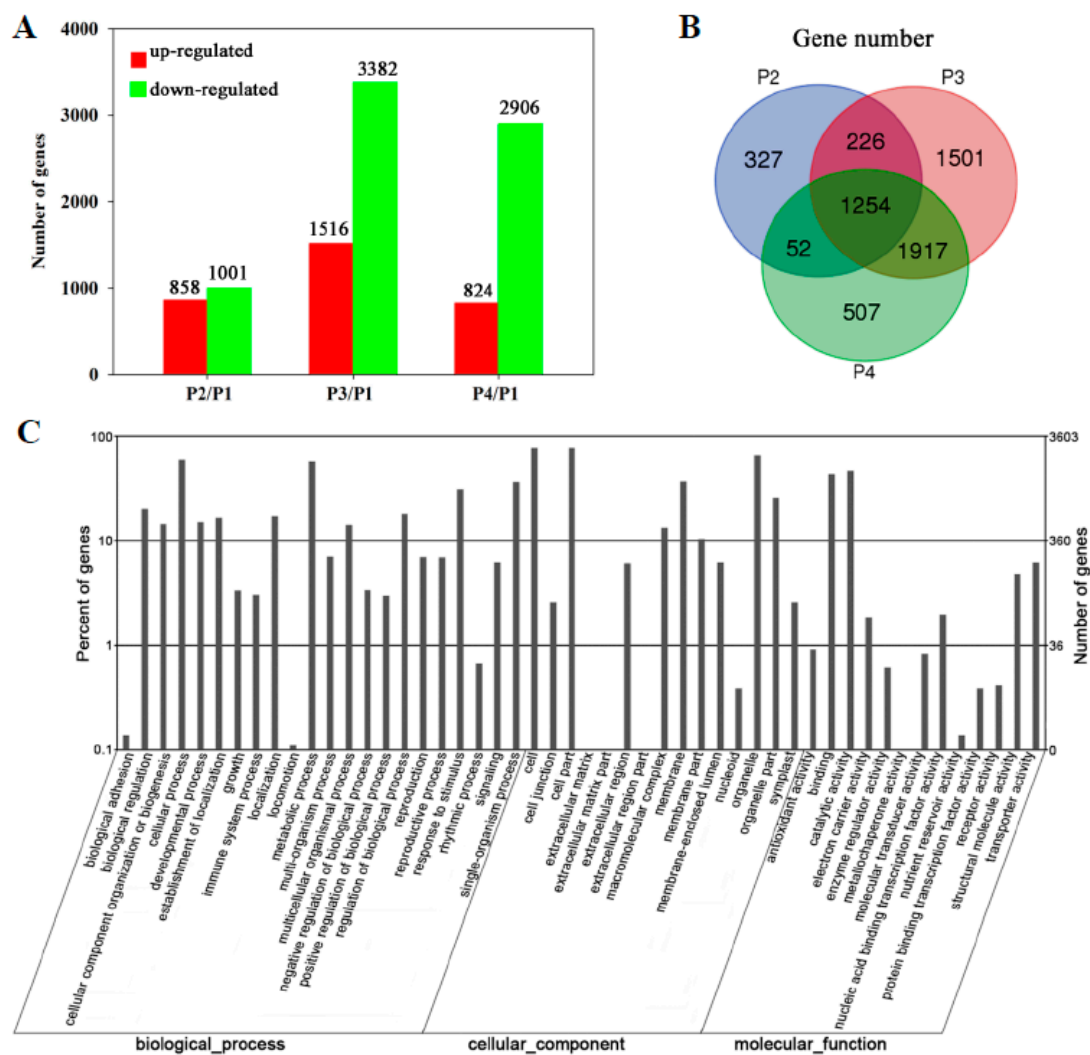 A
4000
3000
2000
1000
0
Number of genes
up-regulated
down-regulated
858
1001
1516
3382
824
2906
P2/P1
P3/P1
P4/P1
B
Gene number
P2
P3
327
226
1501
1254
52
1917
507
P4
C
100
10
1
0.1
Percent of genes
3603
360
36
0
Number of genes
biological adhesion
biological regulation
cellular component organization or biogenesis
cellular process
developmental process
establishment of localization
growth
immune system process
localization
locomotion
metabolic process
multi-organism process
multicellular organismal process
negative regulation of biological process
positive regulation of biological process
regulation of biological process
reproduction
reproductive process
response to stimulus
rhythmic process
signaling
single-organism process
cell
cell junction
cell part
extracellular matrix
extracellular matrix part
extracellular region
extracellular region part
macromolecular complex
membrane
membrane part
membrane-enclosed lumen
nucleoid
organelle
organelle part
symplast
antioxidant activity
binding
catalytic activity
electron carrier activity
enzyme regulator activity
metallochaperone activity
molecular transducer activity
nucleic acid binding transcription factor activity
nutrient reservoir activity
protein binding transcription factor activity
receptor activity
structural molecule activity
transporter activity
biological_process
cellular_component
molecular_function